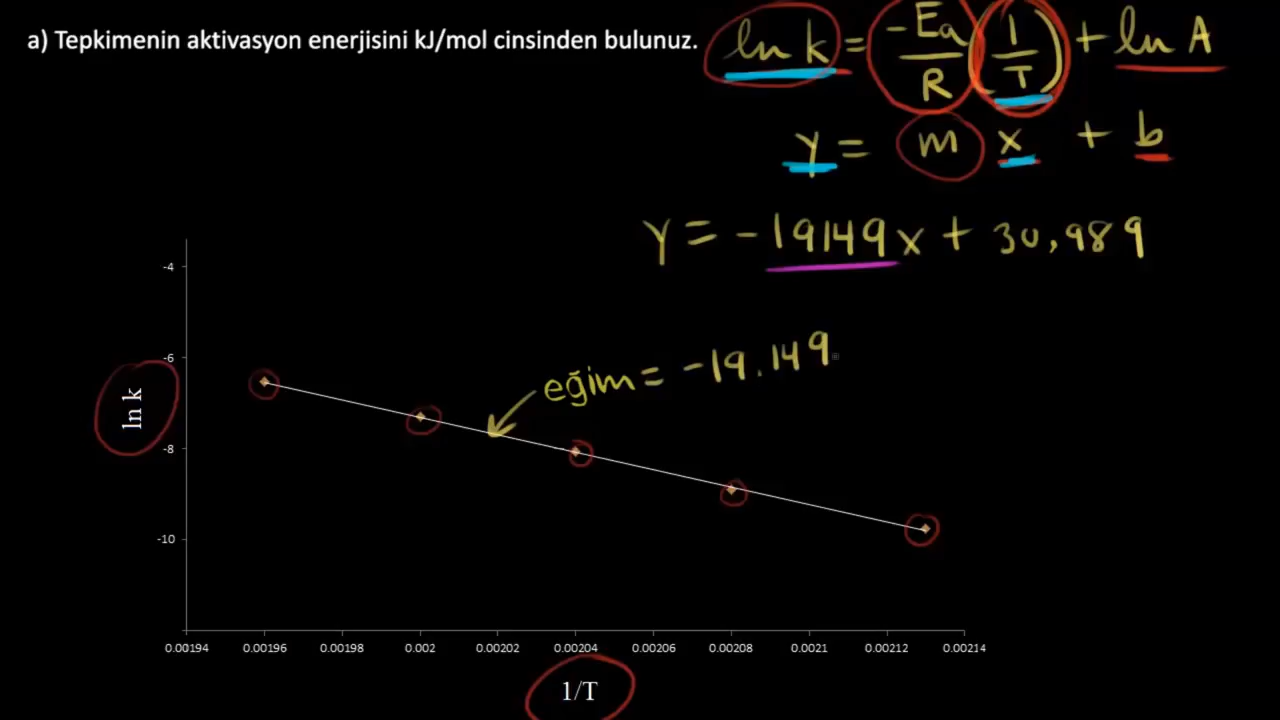 a) Tepkimenin aktivasyon enerjisini kJ/mol cinsinden bulunuz.
ln k = -Ea/R (1/T) + ln A
y = m x + b
y = -19149x + 30,989
eğim = -19.149
-4
-6
-8
-10
ln k
0.00194 0.00196 0.00198 0.002 0.00202 0.00204 0.00206 0.00208 0.0021 0.00212 0.00214
1/T